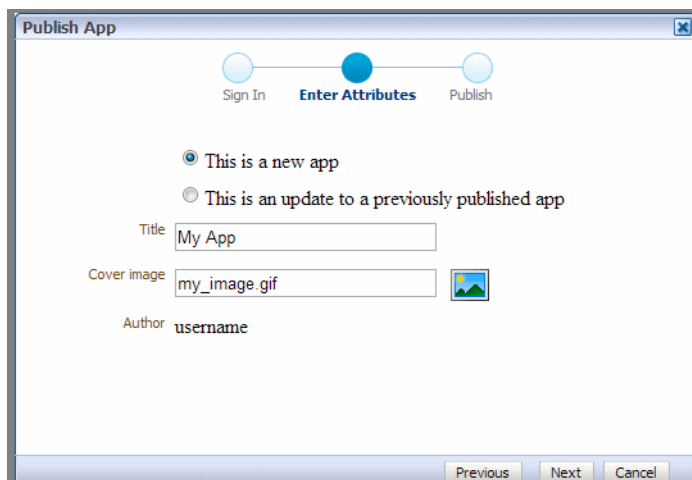 Publish App
Sign In Enter Attributes Publish
This is a new app
This is an update to a previously published app
Title My App
Cover image my_image.gif
Author username
Previous Next Cancel